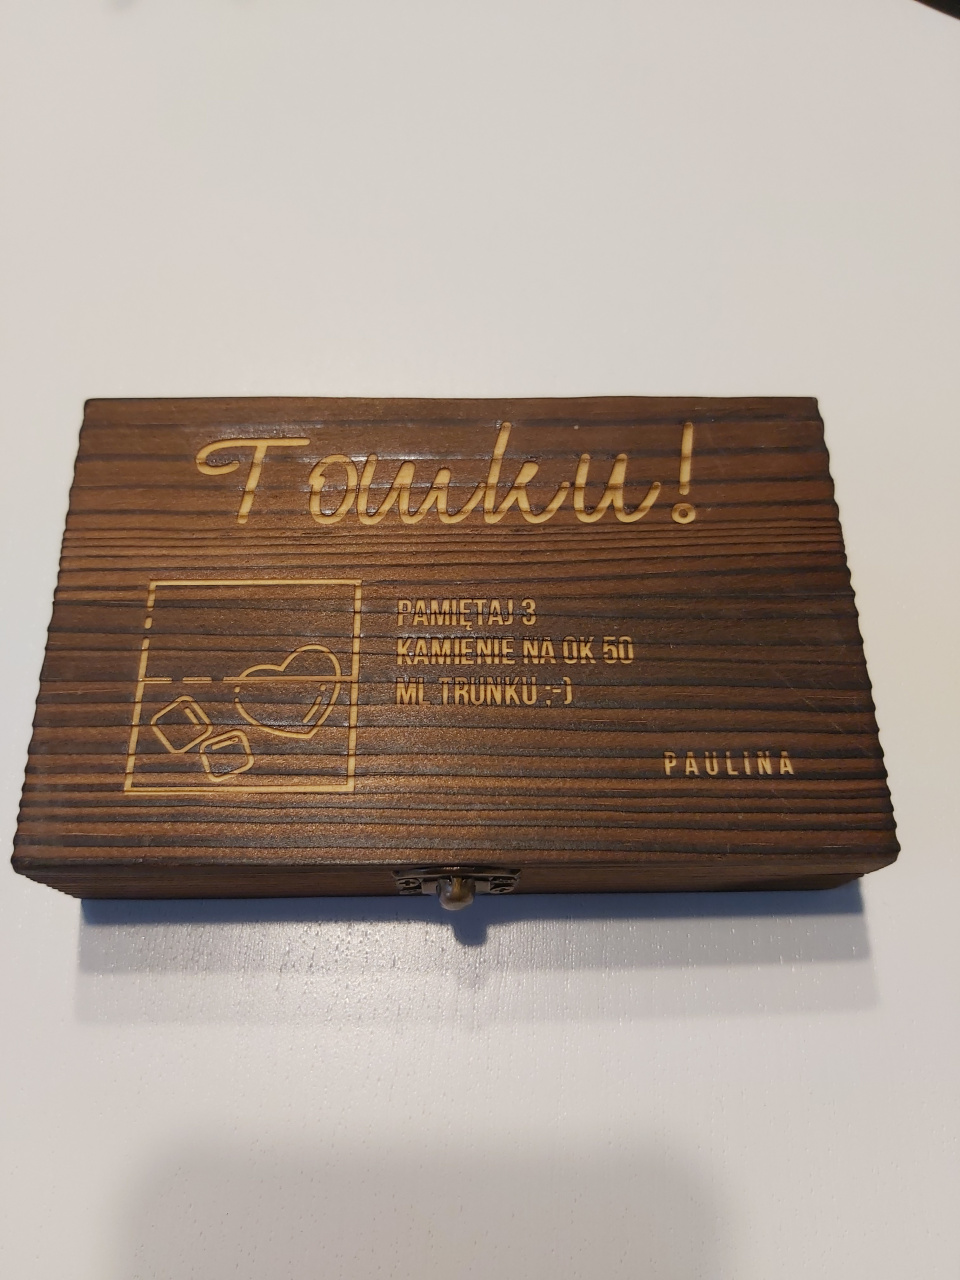 Tomku!
PAMIĘTAJ 3
KAMIENIE NA OK 50
ML TRUNKU ;-)
PAULINA